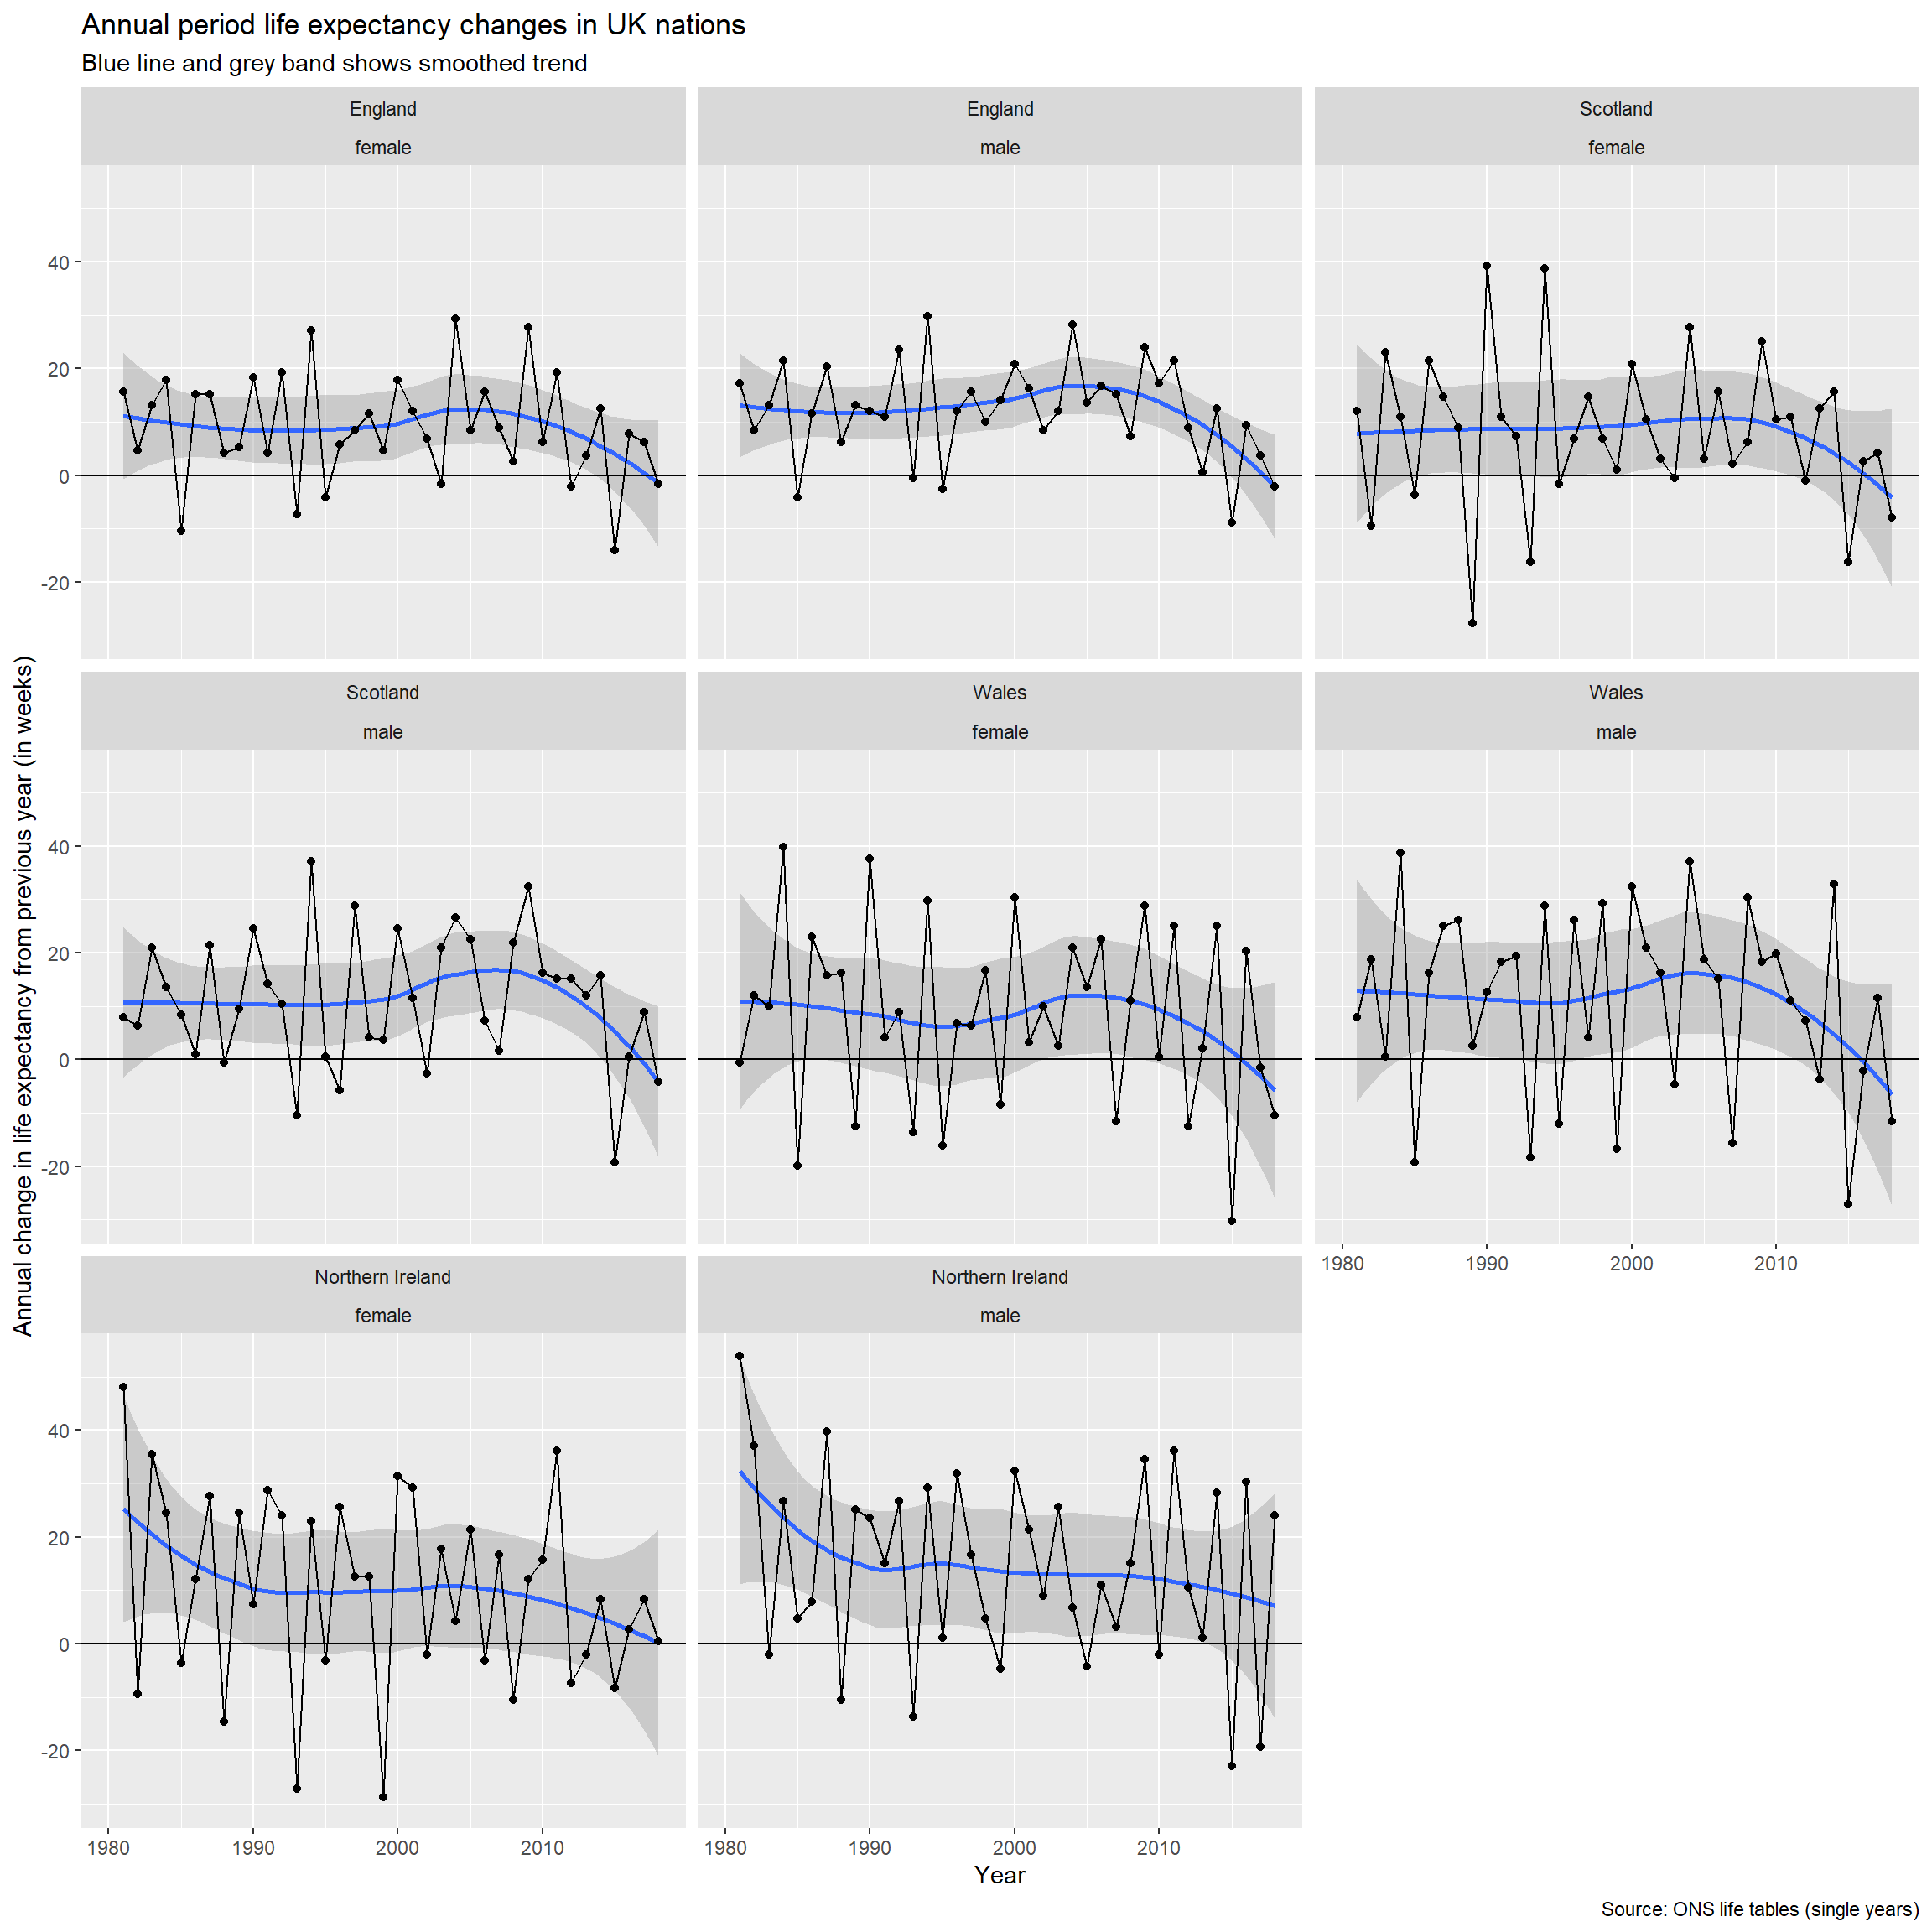 Annual period life expectancy changes in UK nations
Blue line and grey band shows smoothed trend
England
female
England
male
Scotland
female
40
20
0
-20
Scotland
male
Wales
female
Wales
male
40
20
0
-20
1980
1990
2000
2010
Northern Ireland
female
Northern Ireland
male
40
20
0
-20
1980
1990
2000
2010
1980
1990
2000
2010
Annual change in life expectancy from previous year (in weeks)
Year
Source: ONS life tables (single years)